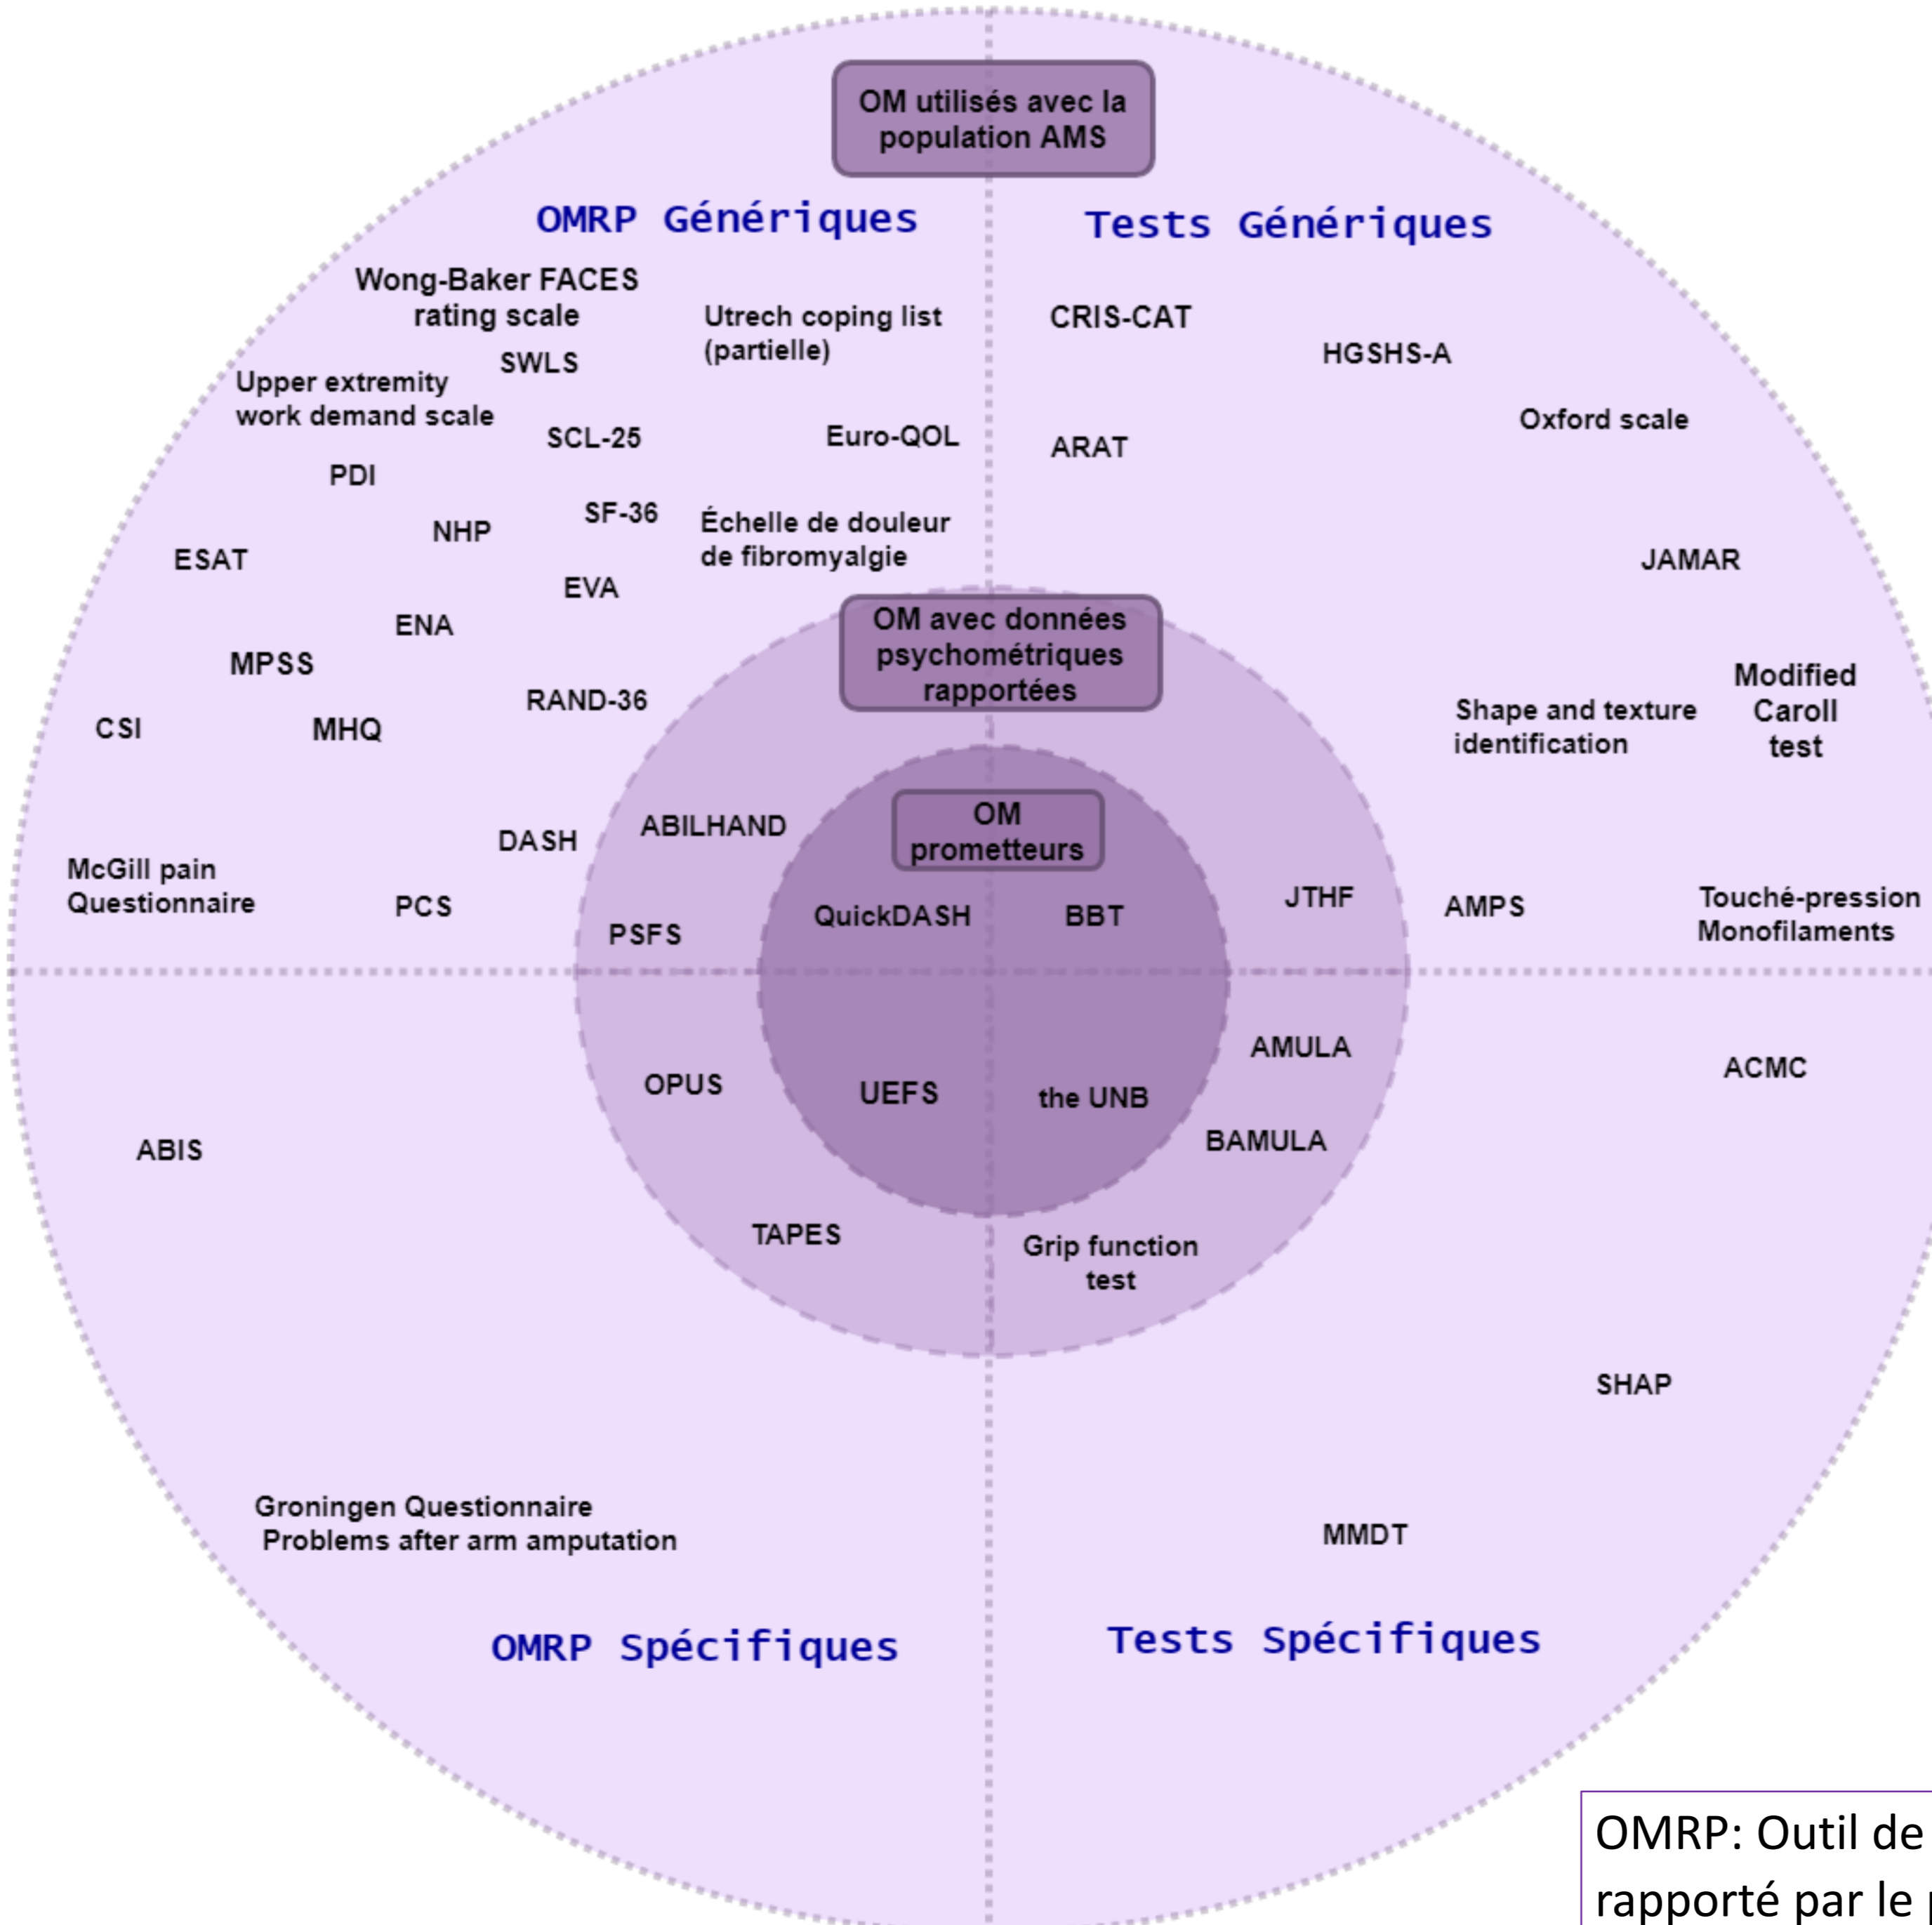 OM utilisés avec la
population AMS
OMRP Génériques
Tests Génériques
Wong-Baker FACES
rating scale
Utrech coping list
(partielle)
CRIS-CAT
HGSHS-A
SWLS
Upper extremity
work demand scale
Oxford scale
SCL-25
Euro-QOL
ARAT
PDI
SF-36
NHP
Échelle de douleur
de fibromyalgie
ESAT
JAMAR
EVA
ENA
OM avec données
psychométriques
rapportées
MPSS
RAND-36
Modified
Caroll
test
Shape and texture
identification
CSI
MHQ
ABILHAND
DASH
OM
prometteurs
McGill pain
Questionnaire
PCS
PSFS
QuickDASH
BBT
JTHF
AMPS
Touché-pression
Monofilaments
AMULA
ACMC
OPUS
UEFS
the UNB
BAMULA
ABIS
TAPES
Grip function
test
SHAP
Groningen Questionnaire
Problems after arm amputation
MMDT
OMRP Spécifiques
Tests Spécifiques
OMRP: Outil de
rapporté par le